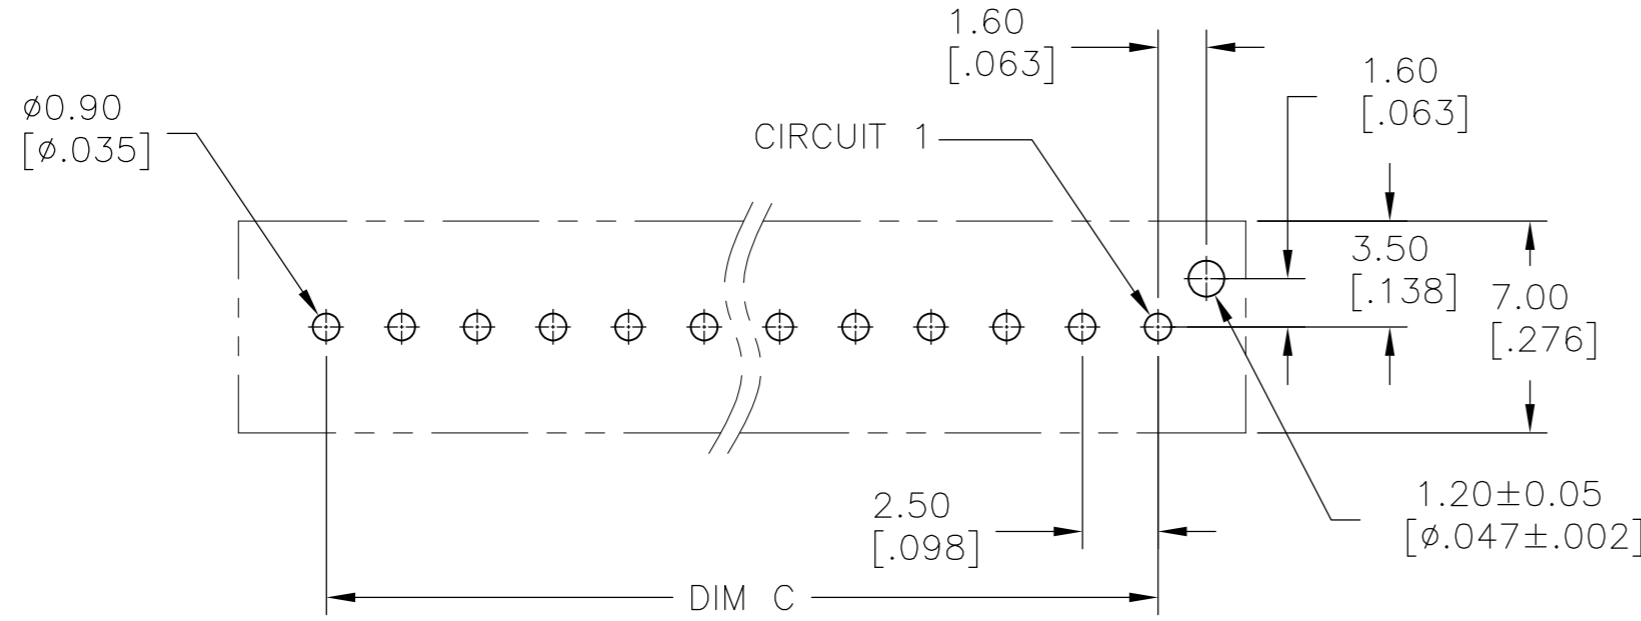 1.60
[.063]
1.60
[.063]
ø0.90
[ø.035]
CIRCUIT 1
3.50
[.138]
7.00
[.276]
2.50
[.098]
1.20±0.05
[ø.047±.002]
DIM C